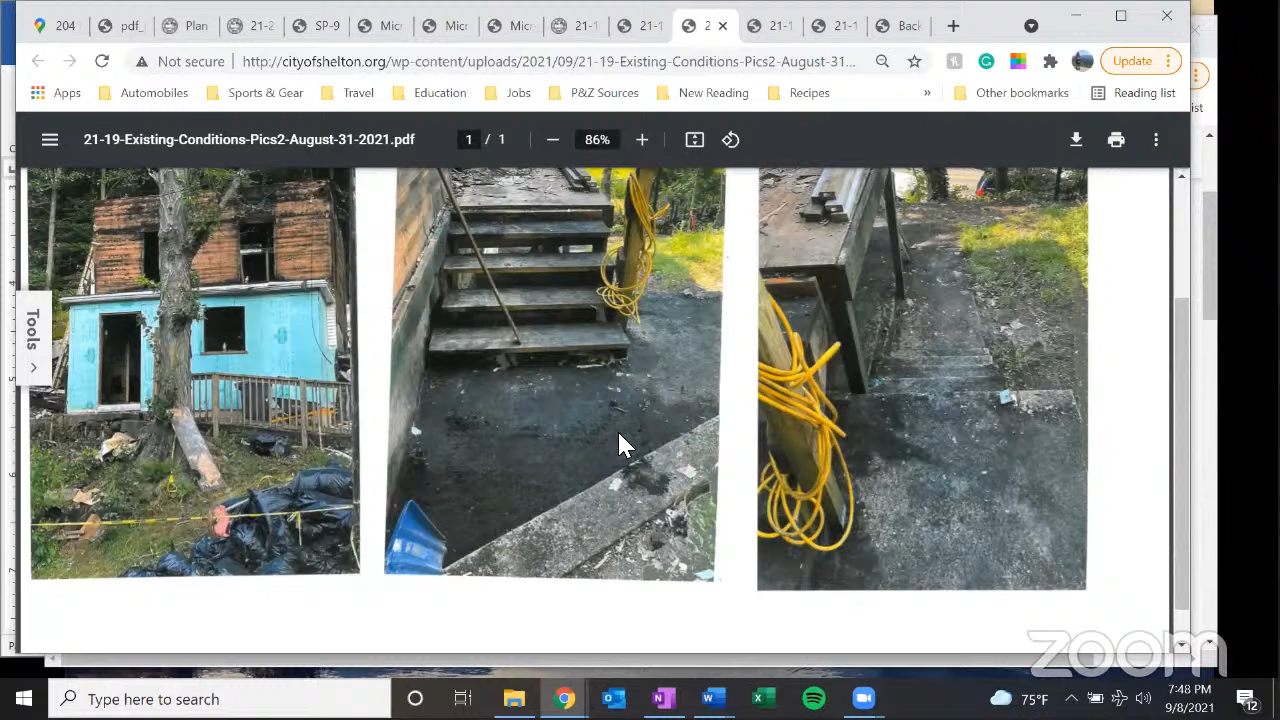 204
pdf_
Plan
21-2
SP-9
Micr
Micr
Micr
21-1
21-1
2
21-1
21-1
Back
Not secure
http://cityofshelton.org/wp-content/uploads/2021/09/21-19-Existing-Conditions-Pics2-August-31...
Update
Apps
Automobiles
Sports & Gear
Travel
Education
Jobs
P&Z Sources
New Reading
Recipes
»
Other bookmarks
Reading list
ist
21-19-Existing-Conditions-Pics2-August-31-2021.pdf
1 / 1
86%
Tools
zoom
Type here to search
75°F
7:48 PM
9/8/2021
12